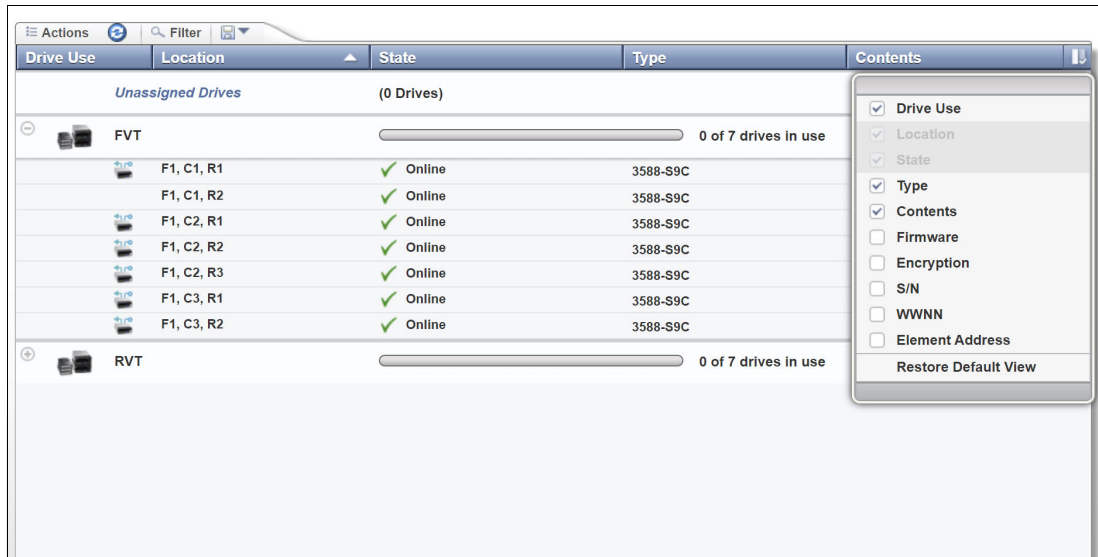 Actions Filter
Drive Use Location State Type Contents
Unassigned Drives (0 Drives)
Drive Use
FVT 0 of 7 drives in use
Location
State
F1, C1, R1 Online 3588-S9C
Type
F1, C1, R2 Online 3588-S9C
Contents
F1, C2, R1 Online 3588-S9C
Firmware
F1, C2, R2 Online 3588-S9C
Encryption
F1, C2, R3 Online 3588-S9C
S/N
F1, C3, R1 Online 3588-S9C
WWNN
F1, C3, R2 Online 3588-S9C
Element Address
RVT 0 of 7 drives in use
Restore Default View